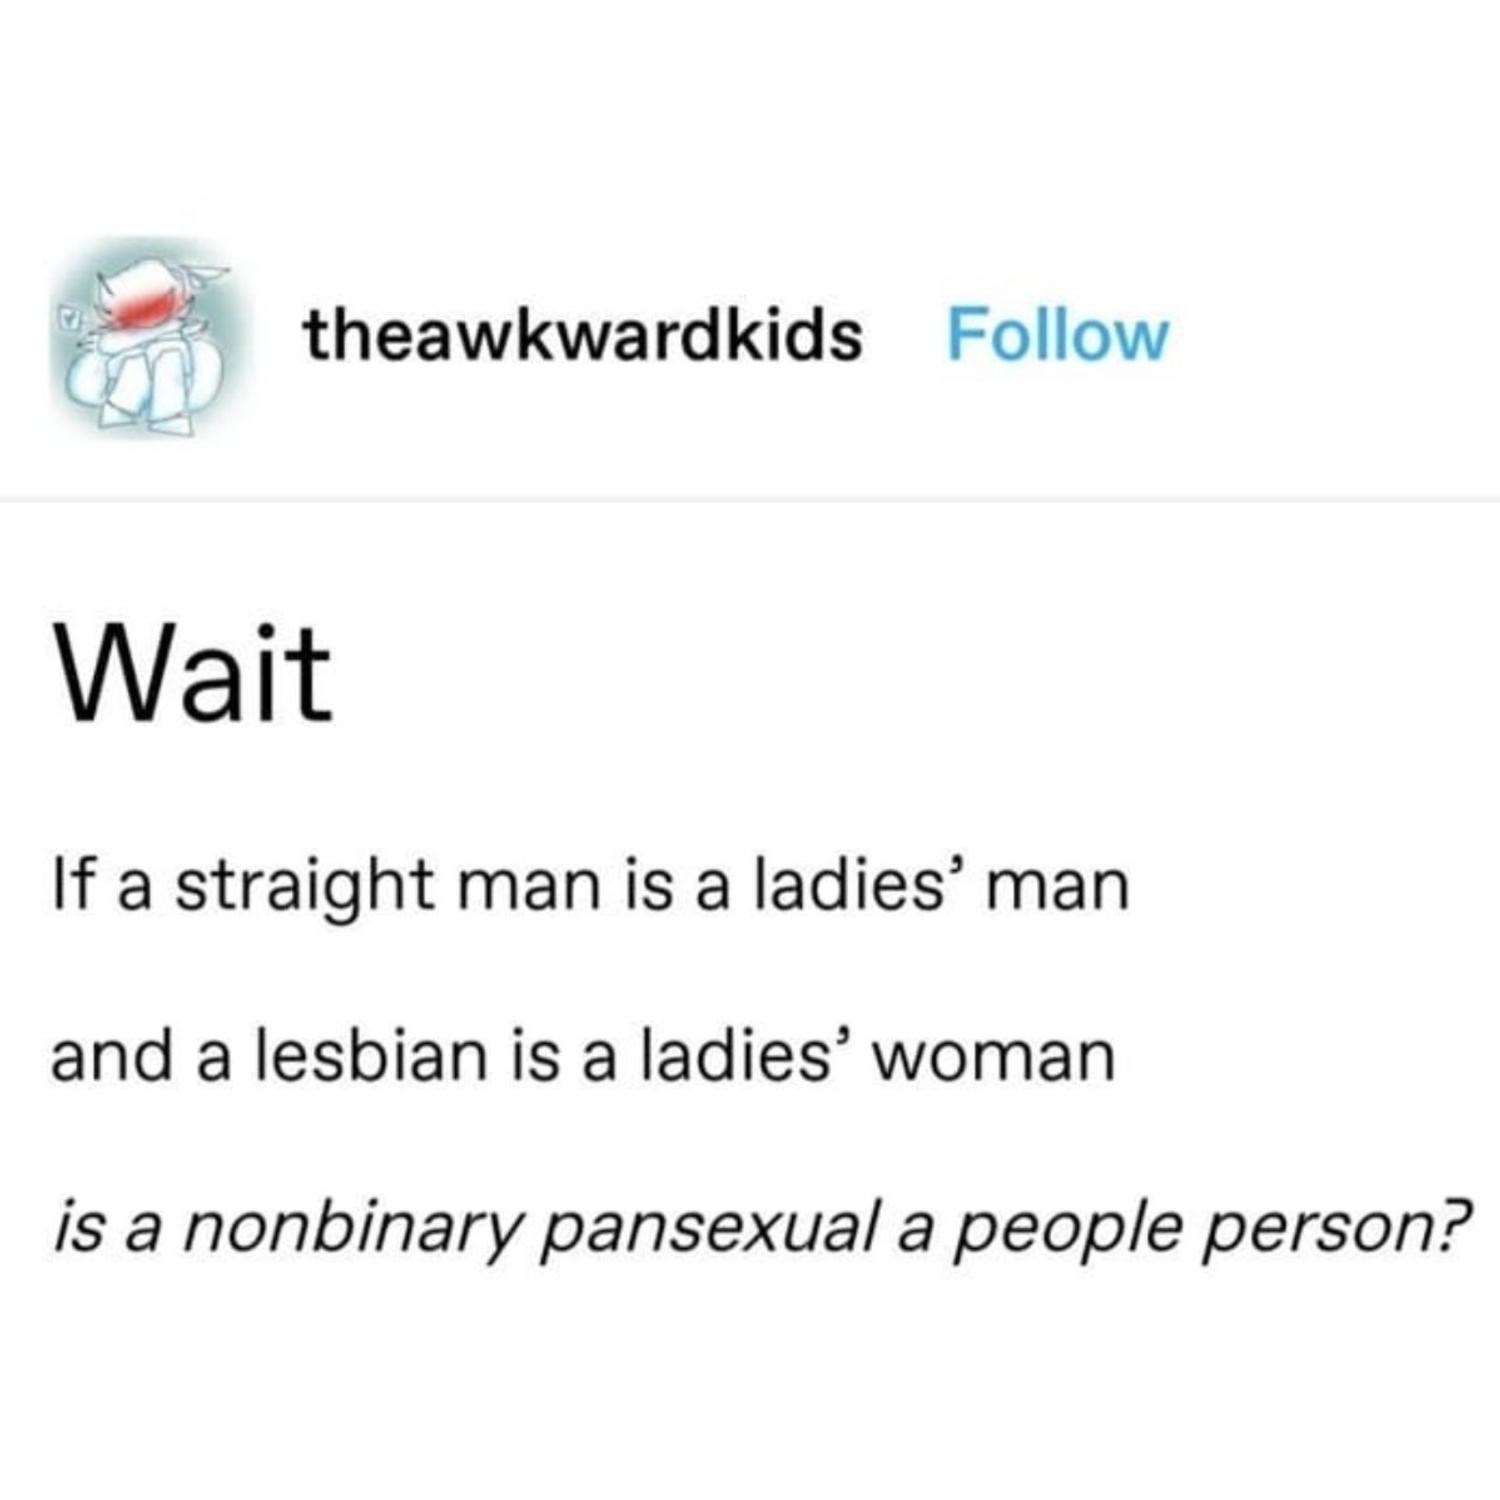 theawkwardkids Follow
Wait
If a straight man is a ladies’ man
and a lesbian is a ladies’ woman
is a nonbinary pansexual a people person?